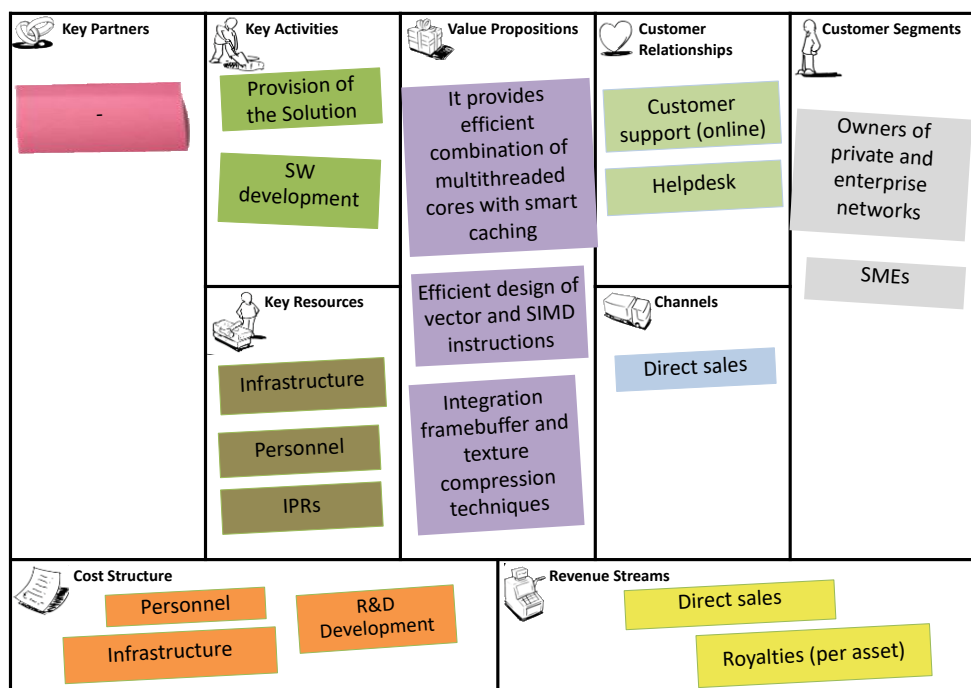 Key Partners
-
Key Activities
Provision of
the Solution
SW
development
Key Resources
Infrastructure
Personnel
IPRs
Value Propositions
It provides
efficient
combination of
multithreaded
cores with smart
caching
Efficient design of
vector and SIMD
instructions
Integration
framebuffer and
texture
compression
techniques
Customer
Relationships
Customer
support (online)
Helpdesk
Channels
Direct sales
Customer Segments
Owners of
private and
enterprise
networks
SMEs
Cost Structure
Personnel
Infrastructure
R&D
Development
Revenue Streams
Direct sales
Royalties (per asset)